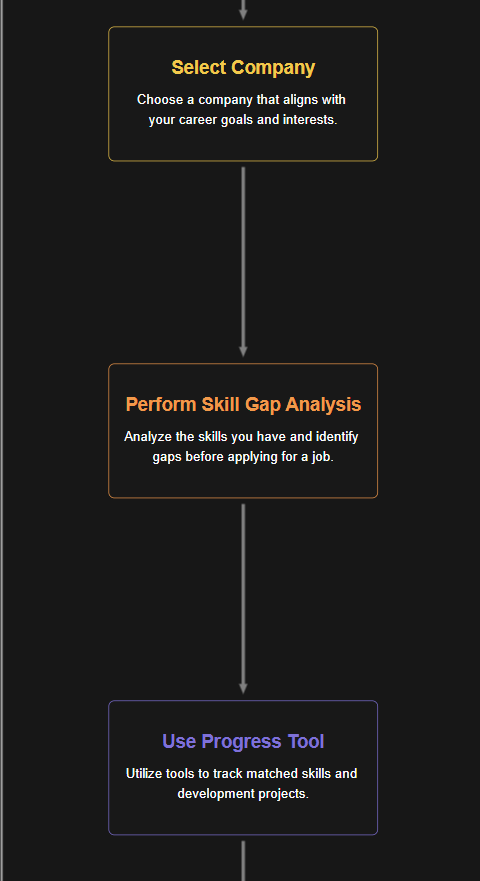 Select Company
Choose a company that aligns with
your career goals and interests.
Perform Skill Gap Analysis
Analyze the skills you have and identify
gaps before applying for a job.
Use Progress Tool
Utilize tools to track matched skills and
development projects.